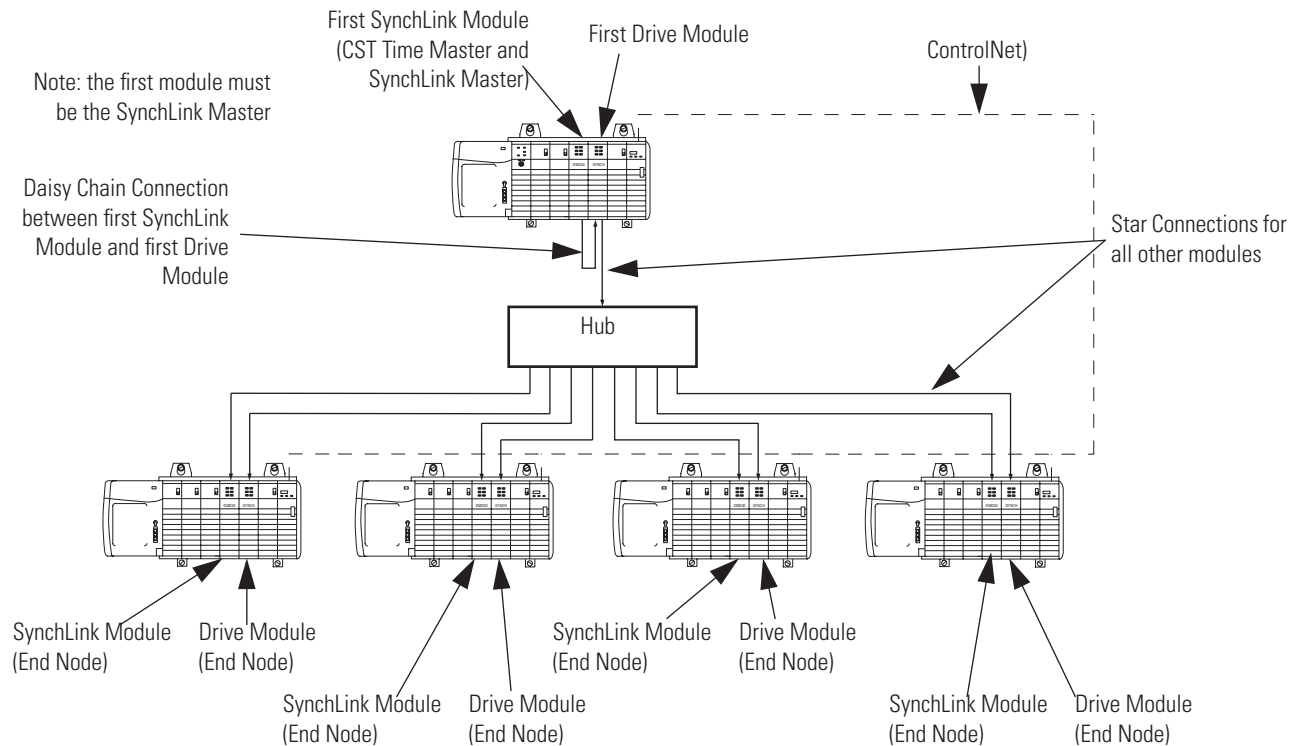 First SynchLink Module
(CST Time Master and
SynchLink Master)
First Drive Module
ControlNet)
Note: the first module must
be the SynchLink Master
Daisy Chain Connection
between first SynchLink
Module and first Drive
Module
Star Connections for
all other modules
Hub
SynchLink Module
(End Node)
Drive Module
(End Node)
SynchLink Module
(End Node)
Drive Module
(End Node)
SynchLink Module
(End Node)
Drive Module
(End Node)
SynchLink Module
(End Node)
Drive Module
(End Node)